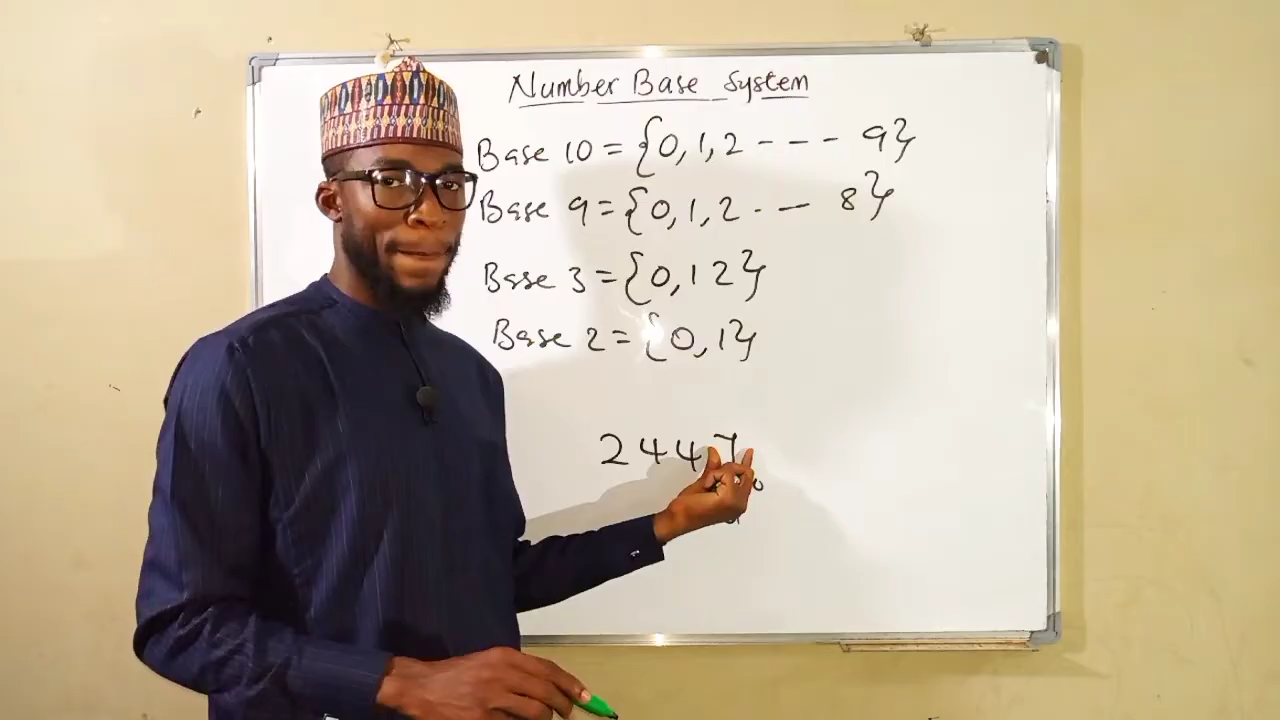 Number Base System
Base 10 = {0, 1, 2 - - - 9}
Base 9 = {0, 1, 2 . - 8}
Base 3 = {0, 1 2}
Base 2 = {0, 1}
2447